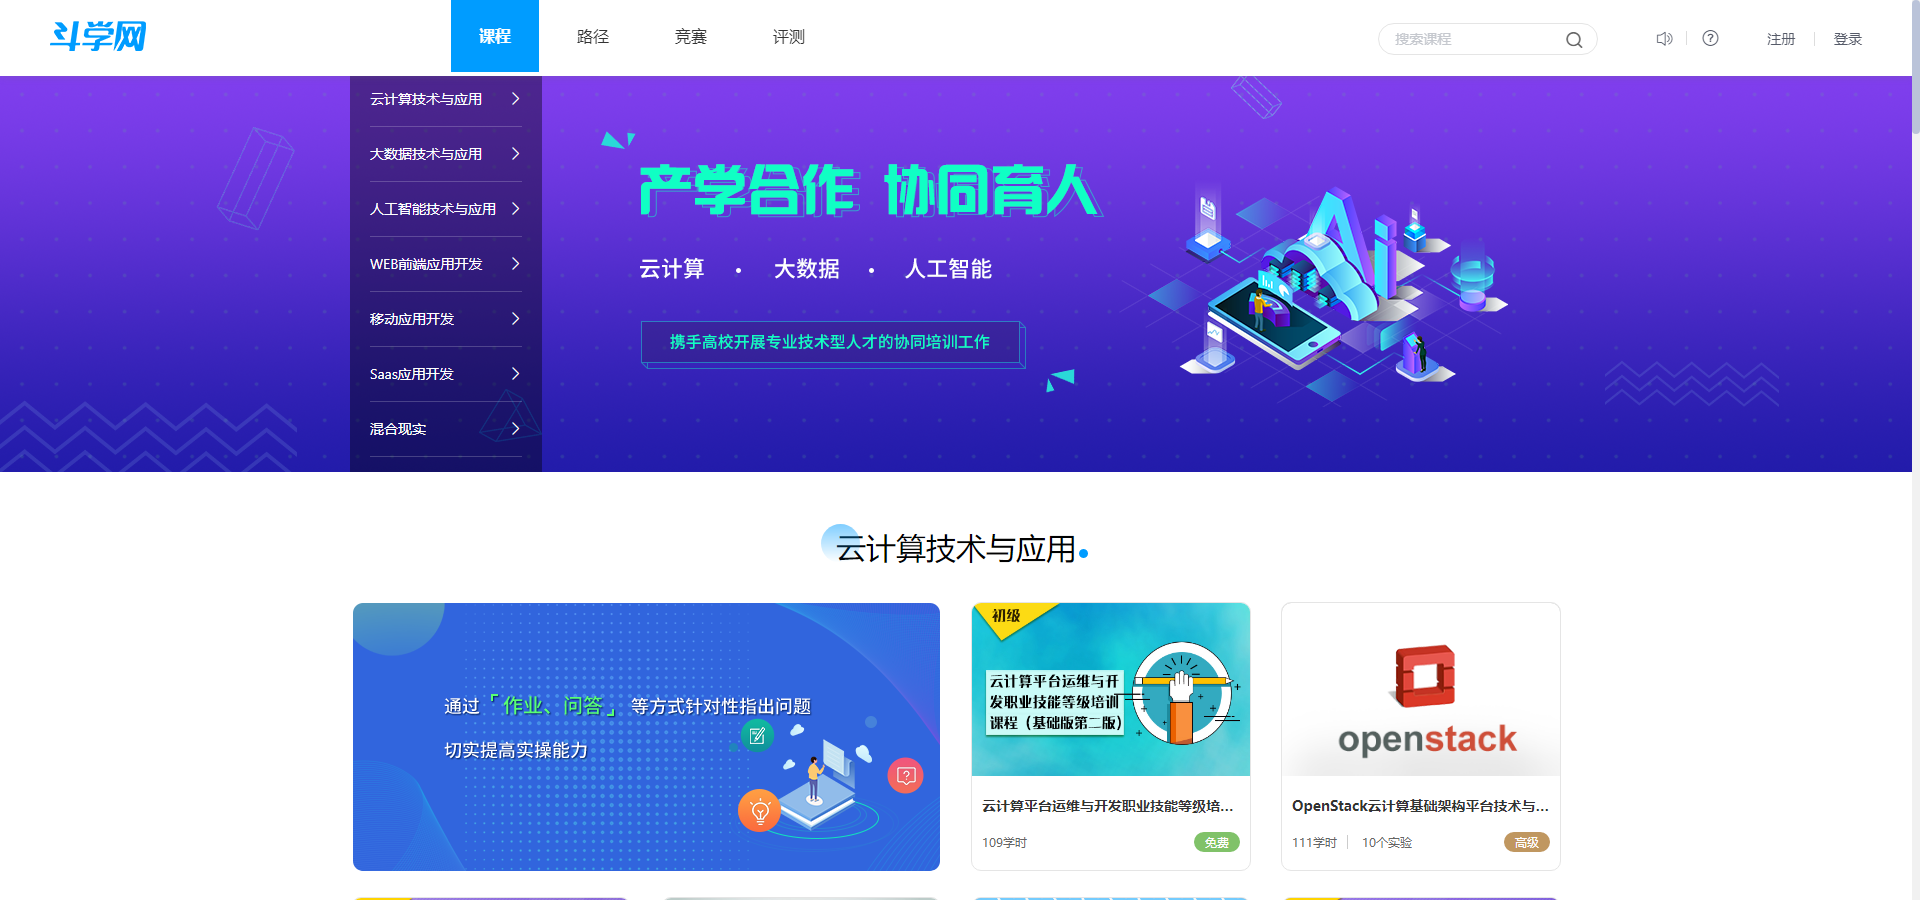 斗学网
课程
路径
竞赛
评测
搜索课程
注册
登录
云计算技术与应用
大数据技术与应用
人工智能技术与应用
WEB前端应用开发
移动应用开发
Saas应用开发
混合现实
产学合作 协同育人
云计算 • 大数据 • 人工智能
携手高校开展专业技术型人才的协同培训工作
Ai
云计算技术与应用
通过「作业、问答」等方式针对性指出问题
切实提高实操能力
初级
云计算平台运维与开
发职业技能等级培训
课程（基础版第二版）
云计算平台运维与开发职业技能等级培...
109学时
免费
openstack
OpenStack云计算基础架构平台技术与...
111学时
10个实验
高级